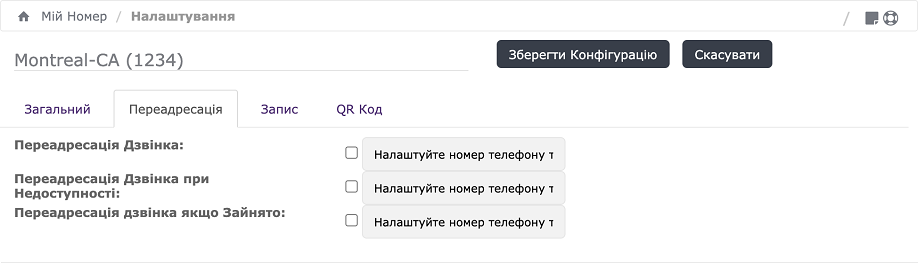 Мій Номер / Налаштування /
Montreal-CA (1234) Зберегти Конфігурацію Скасувати
Загальний Переадресація Запис QR Код
Переадресація Дзвінка: Налаштуйте номер телефону т
Переадресація Дзвінка при
Недоступності: Налаштуйте номер телефону т
Переадресація дзвінка якщо Зайнято: Налаштуйте номер телефону т